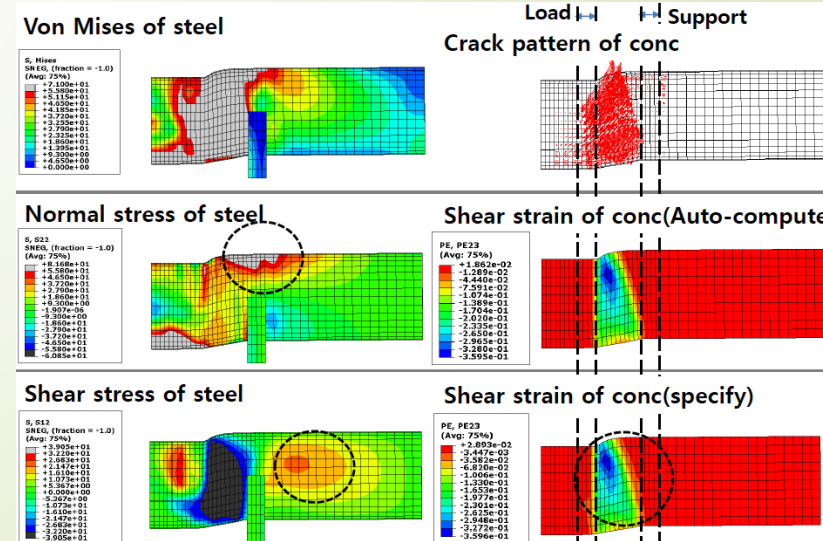 Von Mises of steel
S, Mises
SNEG, (fraction = -1.0)
(Avg: 75%)
+7.100e+01
+5.580e+01
+5.115e+01
+4.650e+01
+4.185e+01
+3.720e+01
+3.255e+01
+2.790e+01
+2.325e+01
+1.860e+01
+1.395e+01
+9.300e+00
+4.650e+00
+0.000e+00
Load
Support
Crack pattern of conc
Normal stress of steel
S, S22
SNEG, (fraction = -1.0)
(Avg: 75%)
+8.168e+01
+5.580e+01
+4.650e+01
+3.720e+01
+2.790e+01
+1.860e+01
+9.300e+00
-1.907e-06
-9.300e+00
-1.860e+01
-2.790e+01
-3.720e+01
-4.650e+01
-5.580e+01
-6.085e+01
Shear strain of conc(Auto-compute
PE, PE23
(Avg: 75%)
+1.862e-02
-1.289e-02
-4.440e-02
-7.591e-02
-1.074e-01
-1.389e-01
-1.704e-01
-2.020e-01
-2.335e-01
-2.650e-01
-2.965e-01
-3.280e-01
-3.595e-01
Shear stress of steel
S, S12
SNEG, (fraction = -1.0)
(Avg: 75%)
+3.905e+01
+3.220e+01
+2.683e+01
+2.147e+01
+1.610e+01
+1.073e+01
+5.367e+00
+0.000e+00
-5.367e+00
-1.073e+01
-1.610e+01
-2.147e+01
-2.683e+01
-3.220e+01
-3.905e+01
Shear strain of conc(specify)
PE, PE23
(Avg: 75%)
+2.893e-02
-3.447e-03
-3.582e-02
-6.820e-02
-1.006e-01
-1.330e-01
-1.653e-01
-1.977e-01
-2.301e-01
-2.625e-01
-2.948e-01
-3.272e-01
-3.596e-01